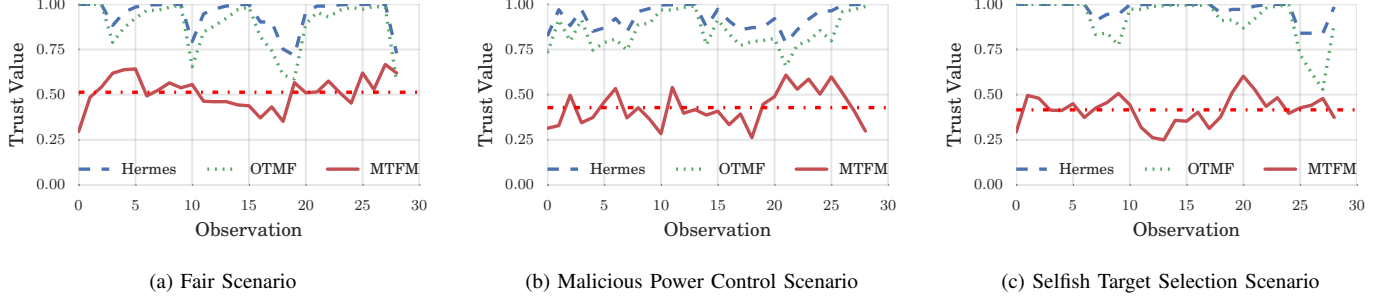 1.00
0.75
0.50
0.25
0.00
Trust Value
Hermes OTMF MTFM
0 5 10 15 20 25 30
Observation
(a) Fair Scenario
1.00
0.75
0.50
0.25
0.00
Trust Value
Hermes OTMF MTFM
0 5 10 15 20 25 30
Observation
(b) Malicious Power Control Scenario
1.00
0.75
0.50
0.25
0.00
Trust Value
Hermes OTMF MTFM
0 5 10 15 20 25 30
Observation
(c) Selfish Target Selection Scenario